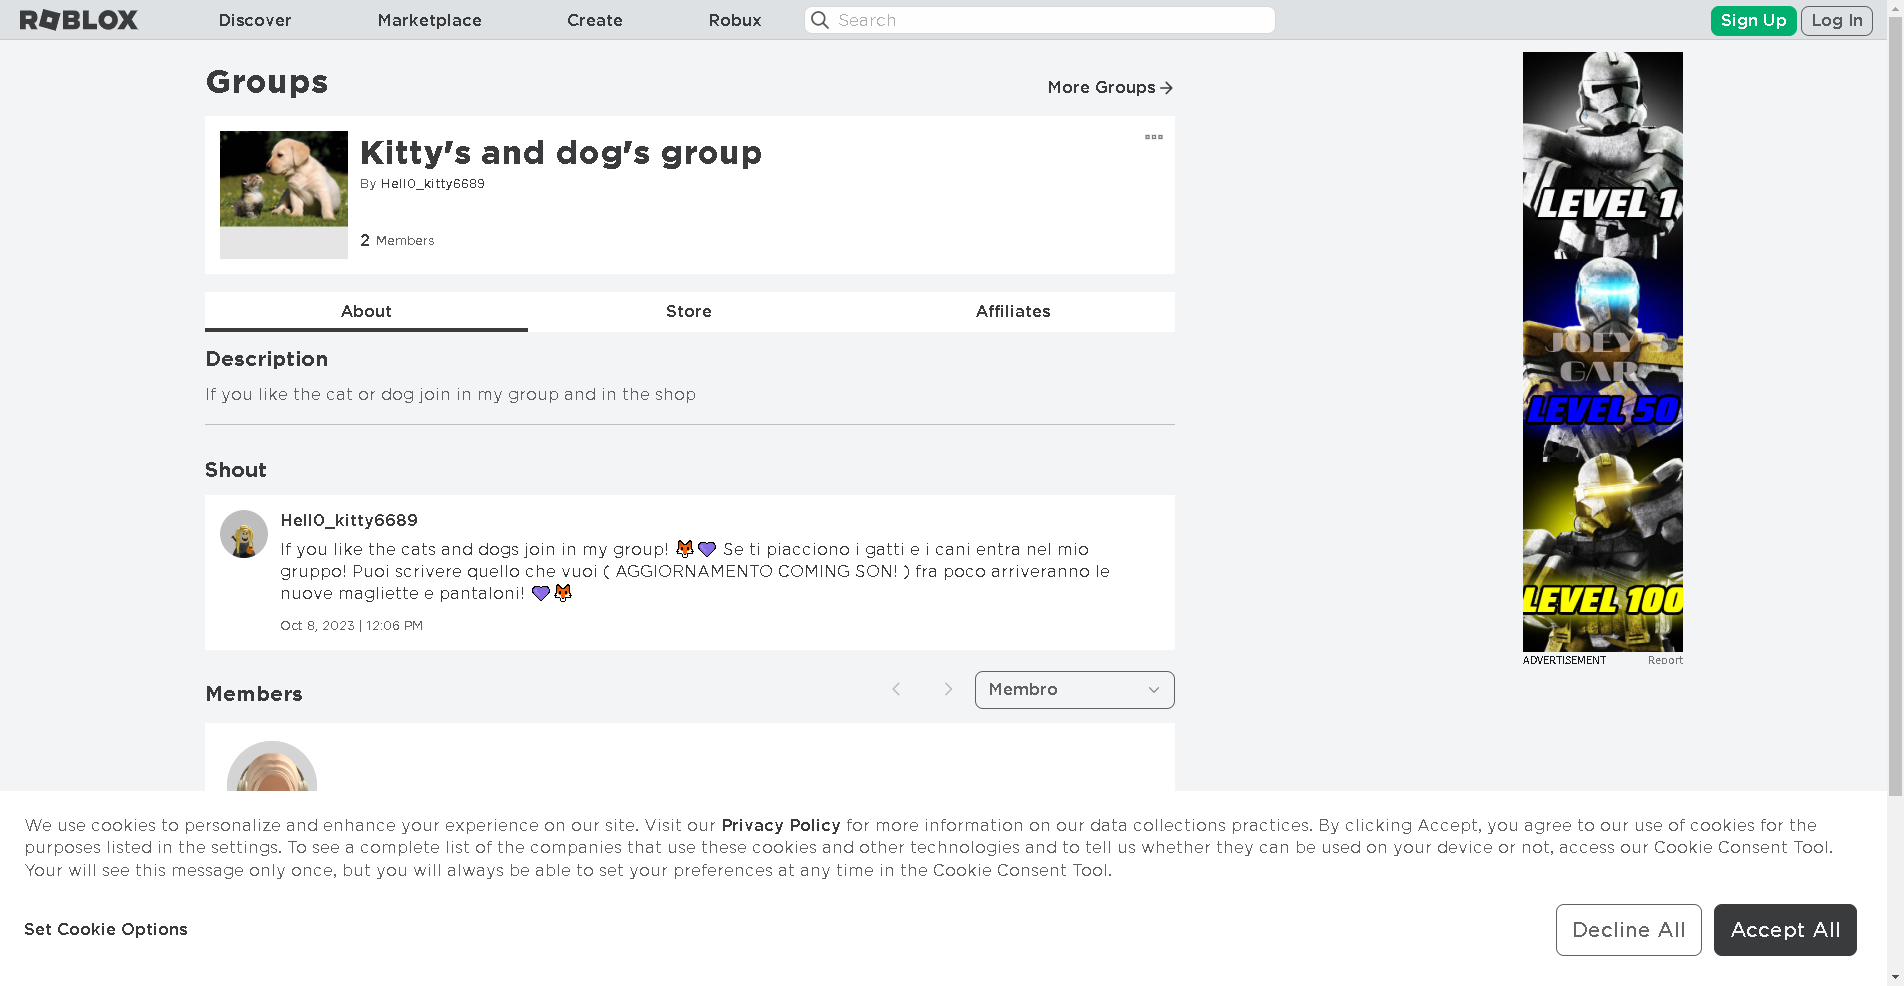 ROBLOX Discover Marketplace Create Robux Search Sign Up Log In
Groups
More Groups
Kitty's and dog's group
By Hell0_kitty6689
2 Members
About Store Affiliates
Description
If you like the cat or dog join in my group and in the shop
Shout
Hell0_kitty6689
If you like the cats and dogs join in my group! 🦊💜 Se ti piacciono i gatti e i cani entra nel mio
gruppo! Puoi scrivere quello che vuoi ( AGGIORNAMENTO COMING SON! ) fra poco arriveranno le
nuove magliette e pantaloni! 💜🦊
Oct 8, 2023 | 12:06 PM
Members
Membro
LEVEL 1
JOEY'S
GAR
LEVEL 50
LEVEL 100
ADVERTISEMENT Report
We use cookies to personalize and enhance your experience on our site. Visit our Privacy Policy for more information on our data collections practices. By clicking Accept, you agree to our use of cookies for the
purposes listed in the settings. To see a complete list of the companies that use these cookies and other technologies and to tell us whether they can be used on your device or not, access our Cookie Consent Tool.
Your will see this message only once, but you will always be able to set your preferences at any time in the Cookie Consent Tool.
Set Cookie Options
Decline All
Accept All